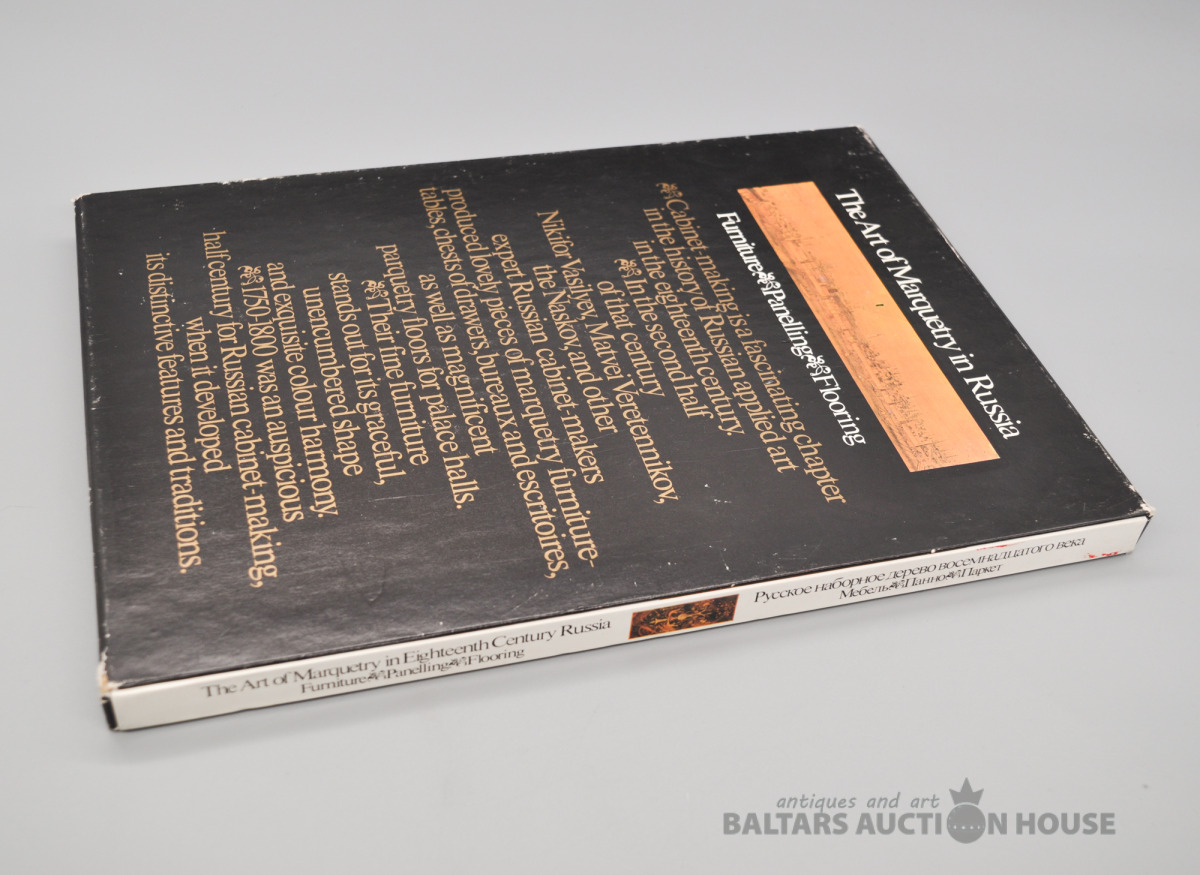 The Art of Marquetry in Russia
Furniture Panelling Flooring
Cabinet-making is a fascinating chapter
in the history of Russian applied art
in the eighteenth century.
In the second half
of that century
Nikifor Vasilyev, Matvei Veretennikov,
the Naskov, and other
expert Russian cabinet-makers
produced lovely pieces of marquetry furniture-
tables, chests of drawers, bureaux and escritoires,
as well as magnificent
parquetry floors for palace halls.
Their fine furniture
stands out for its graceful,
unencumbered shape
and exquisite colour harmony.
1750-1800 was an auspicious
half century for Russian cabinet-making,
when it developed
its distinctive features and traditions.
The Art of Marquetry in Eighteenth Century Russia
Furniture Panelling Flooring
Русское наборное дерево восемнадцатого века
Мебель Панно Паркет
antiques and art
BALTARS AUCTION HOUSE